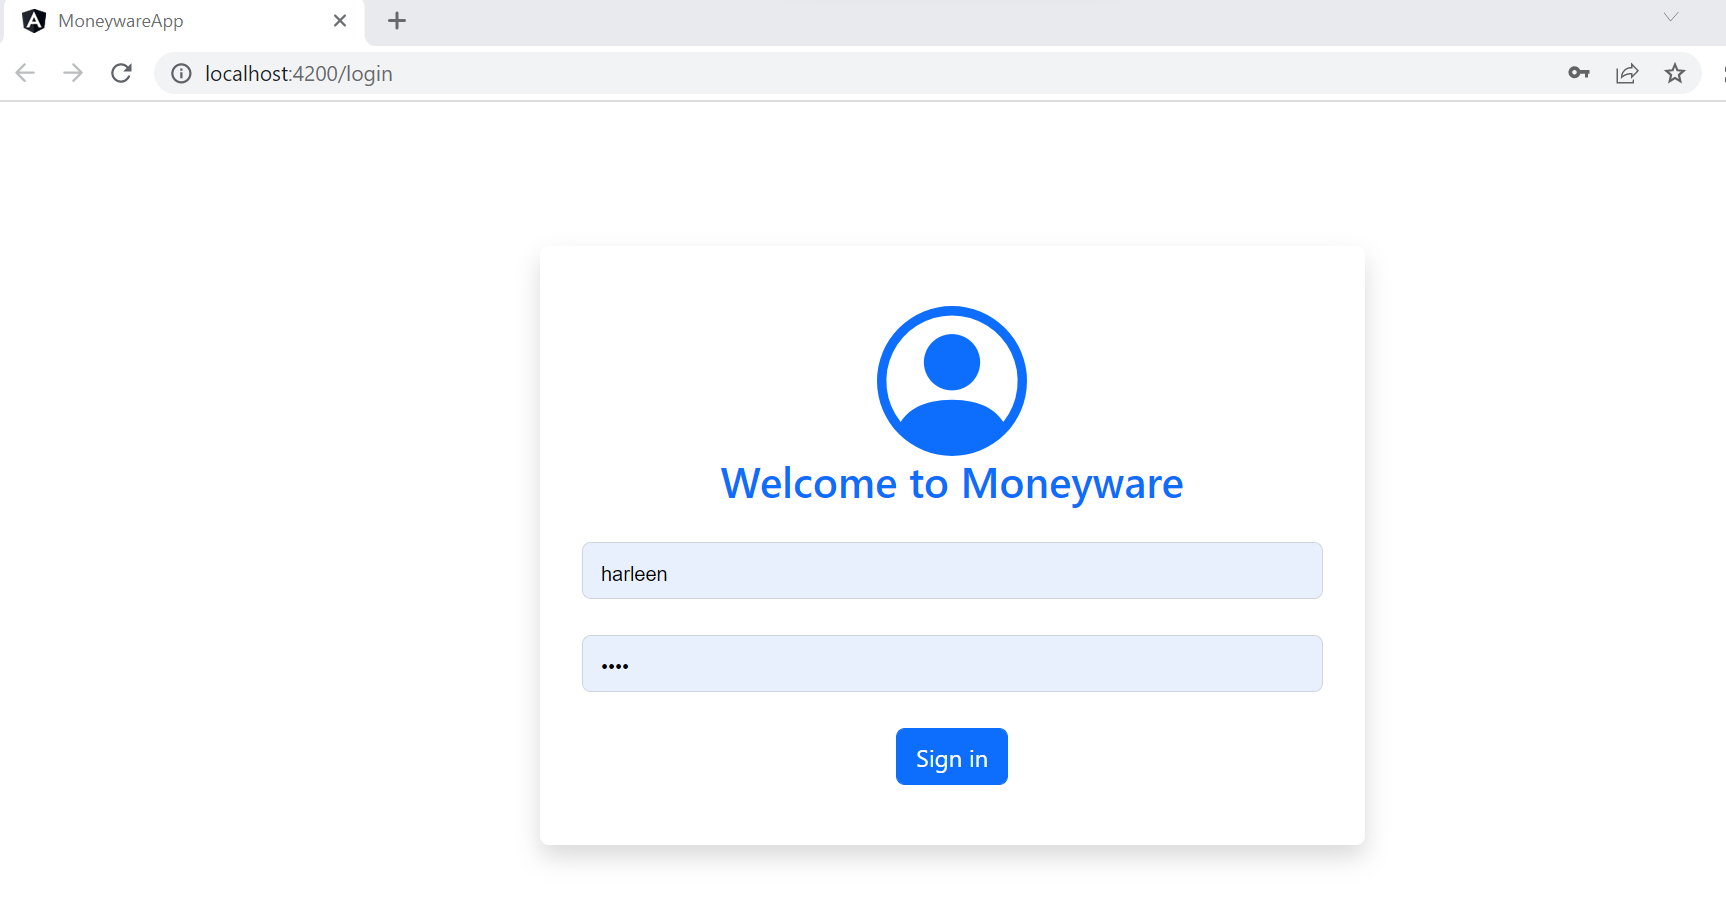 MoneywareApp
localhost:4200/login
Welcome to Moneyware
harleen
••••
Sign in